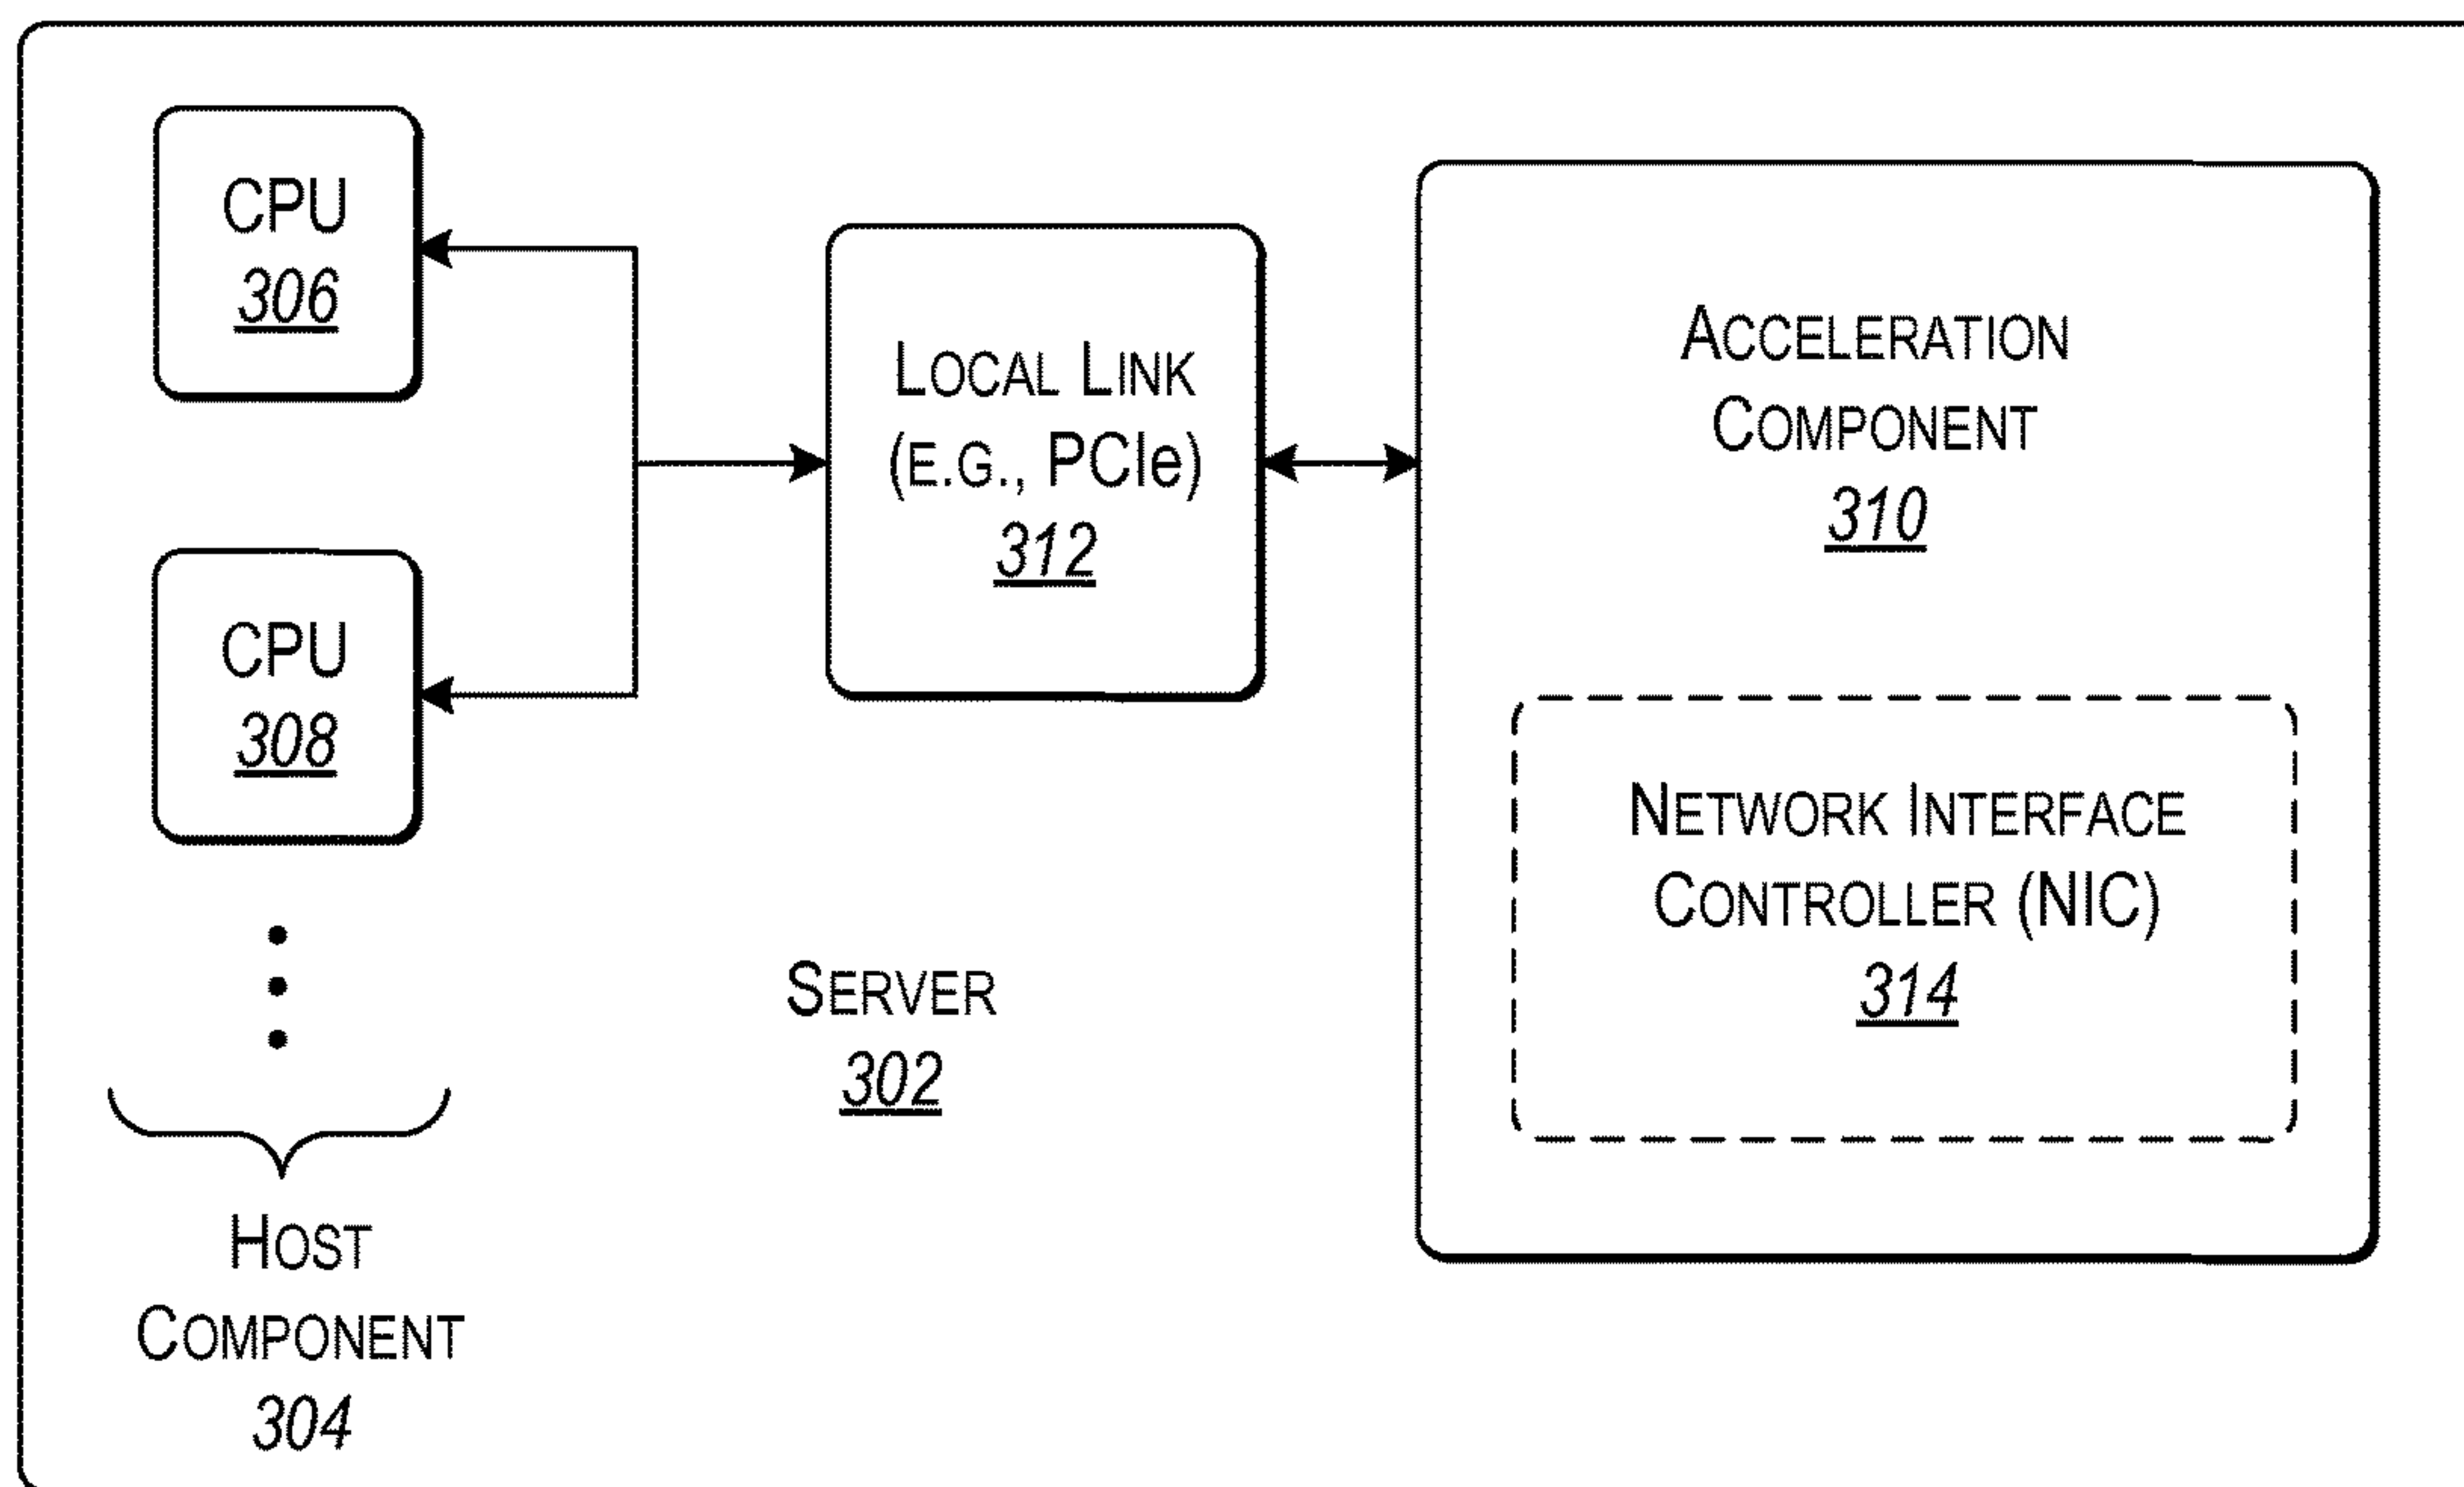 CPU
306
CPU
308
HOST
COMPONENT
304
LOCAL LINK
(E.G., PCIe)
312
SERVER
302
ACCELERATION
COMPONENT
310
NETWORK INTERFACE
CONTROLLER (NIC)
314